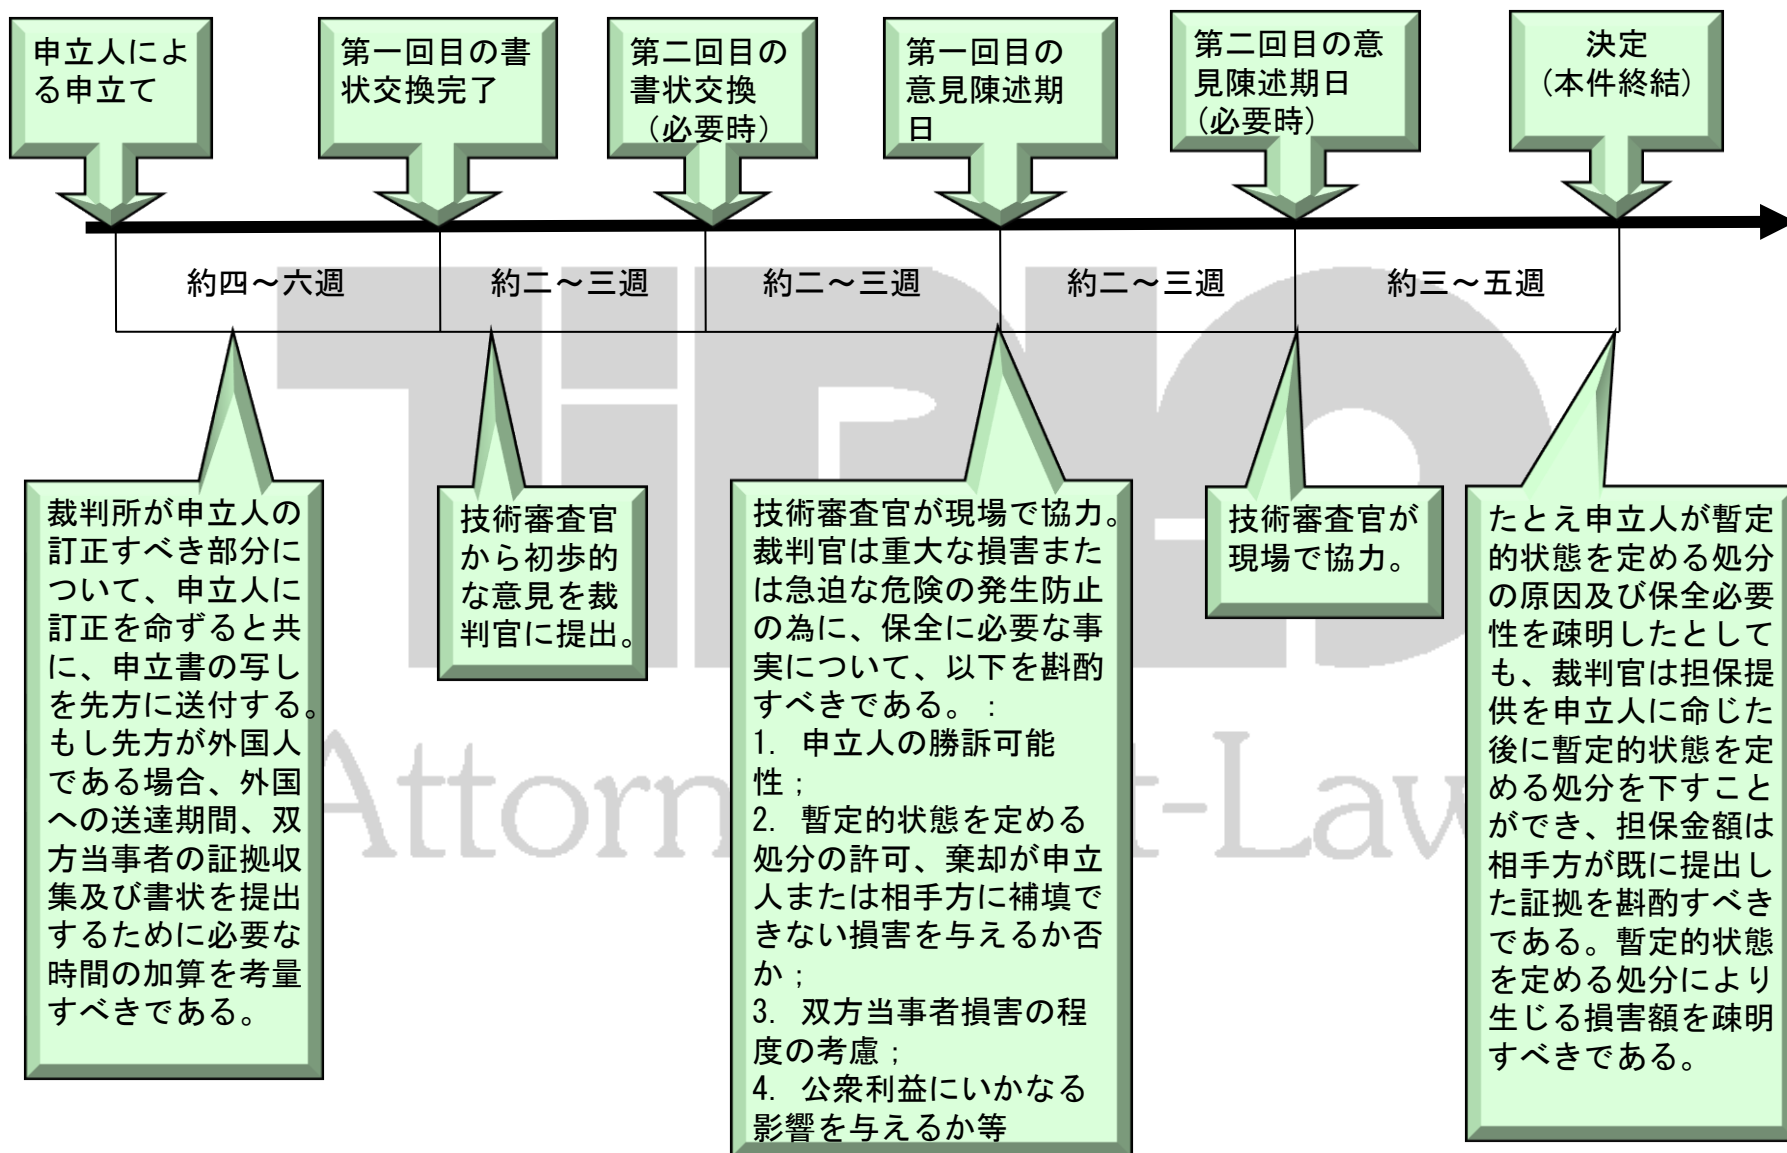 申立人によ
る申立て
第一回目の書
状交換完了
第二回目の
書状交換
（必要時）
第一回目の
意見陳述期
日
第二回目の意
見陳述期日
（必要時）
決定
（本件終結）
約四～六週
約二～三週
約二～三週
約二～三週
約三～五週
裁判所が申立人の
訂正すべき部分に
ついて、申立人に
訂正を命ずると共
に、申立書の写し
を先方に送付する。
もし先方が外国人
である場合、外国
への送達期間、双
方当事者の証拠収
集及び書状を提出
するために必要な
時間の加算を考量
すべきである。
技術審査官
から初歩的
な意見を裁
判官に提出。
技術審査官が現場で協力。
裁判官は重大な損害また
は急迫な危険の発生防止
の為に、保全に必要な事
実について、以下を斟酌
すべきである。：
1. 申立人の勝訴可能
性；
2. 暫定的状態を定める
処分の許可、棄却が申立
人または相手方に補填で
きない損害を与えるか否
か；
3. 双方当事者損害の程
度の考慮；
4. 公衆利益にいかなる
影響を与えるか等
技術審査官が
現場で協力。
たとえ申立人が暫定
的状態を定める処分
の原因及び保全必要
性を疎明したとして
も、裁判官は担保提
供を申立人に命じた
後に暫定的状態を定
める処分を下すこと
ができ、担保金額は
相手方が既に提出し
た証拠を斟酌すべき
である。暫定的状態
を定める処分により
生じる損害額を疎明
すべきである。